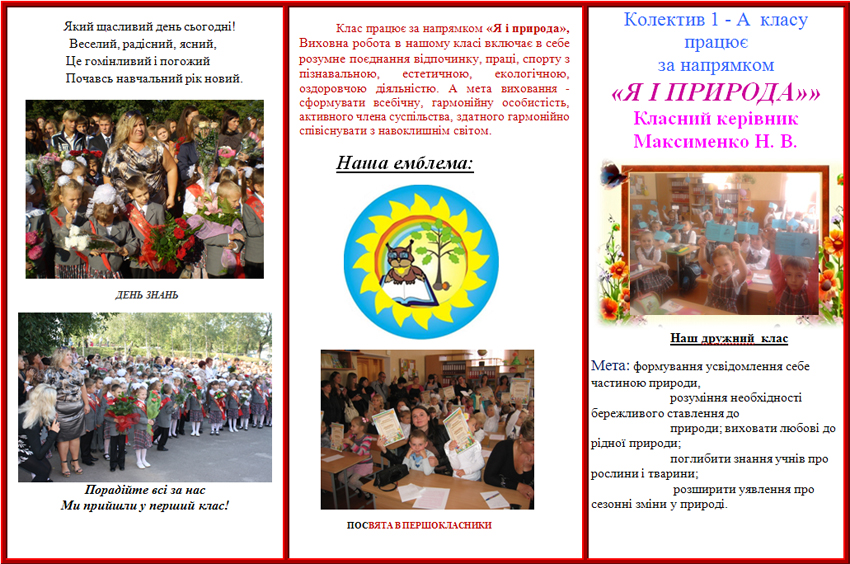 Який щасливий день сьогодні!
Веселий, радісний, ясний,
Це гомінливий і погожий
Почавсь навчальний рік новий.
ДЕНЬ ЗНАНЬ
Порадійте всі за нас
Ми прийшли у перший клас!
Клас працює за напрямком «Я і природа»,
Виховна робота в нашому класі включає в себе
розумне поєднання відпочинку, праці, спорту з
пізнавальною, естетичною, екологічною,
оздоровчою діяльністю. А мета виховання -
сформувати всебічну, гармонійну особистість,
активного члена суспільства, здатного гармонійно
співіснувати з навоклишнім світом.
Наша емблема:
ПОСВЯТА В ПЕРШОКЛАСНИКИ
Колектив 1 - А класу
працює
за напрямком
«Я І ПРИРОДА»»
Класний керівник
Максименко Н. В.
Наш дружний клас
Мета: формування усвідомлення себе
частиною природи,
розуміння необхідності
бережливого ставлення до
природи; виховати любові до
рідної природи;
поглибити знання учнів про
рослини і тварини;
розширити уявлення про
сезонні зміни у природі.